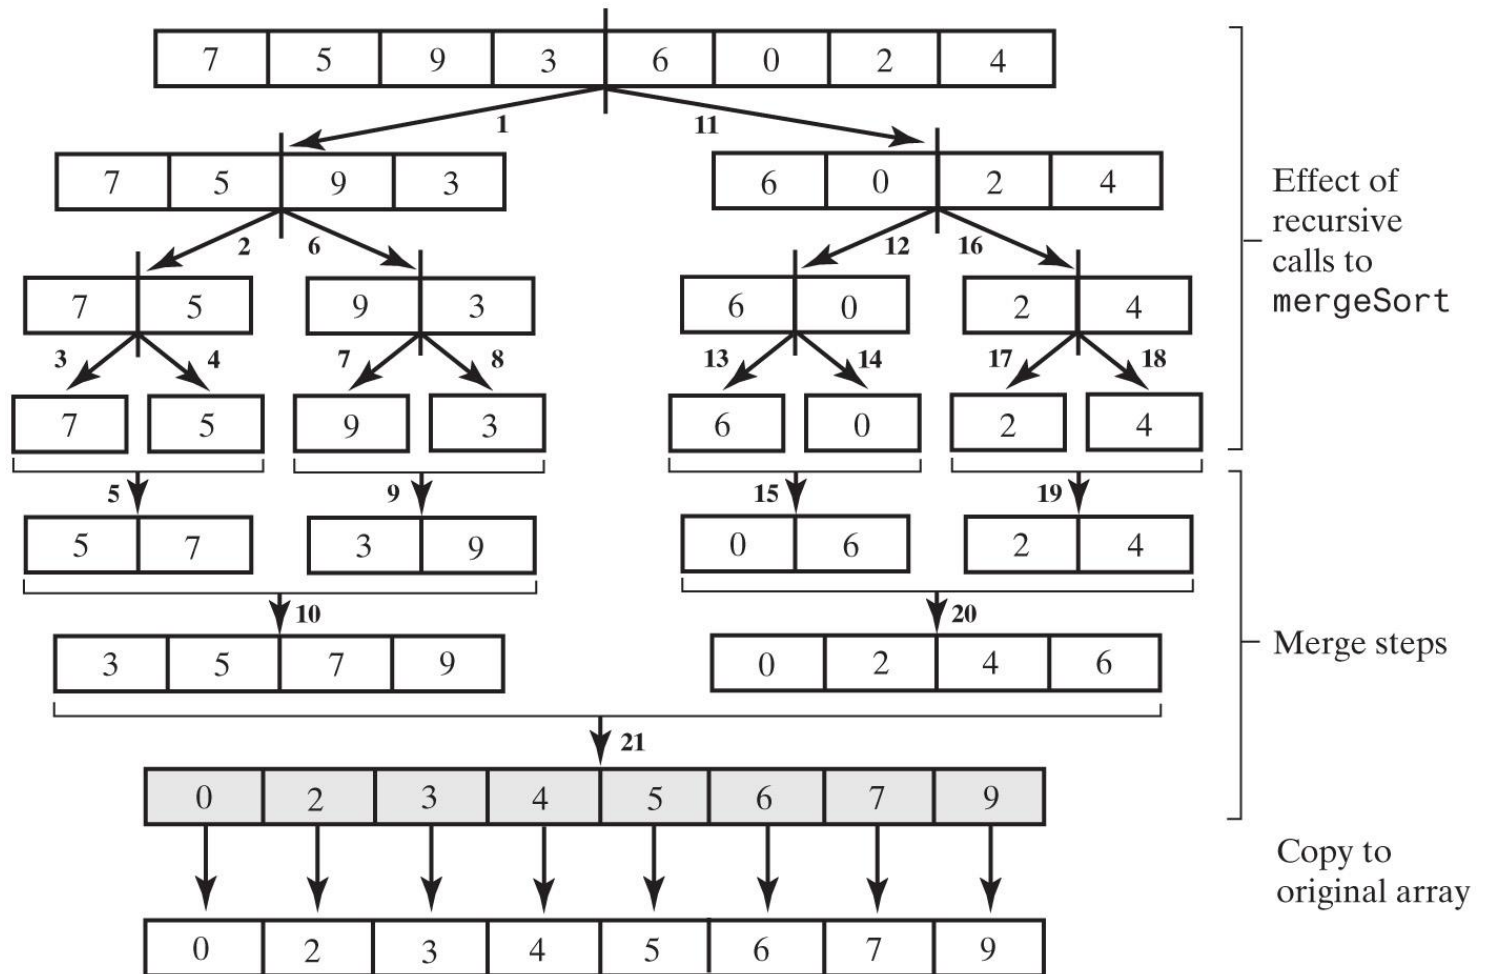 7 5 9 3 6 0 2 4
1 11
7 5 9 3 6 0 2 4
2 6 12 16
7 5 9 3 6 0 2 4
3 4 7 8 13 14 17 18
7 5 9 3 6 0 2 4
Effect of
recursive
calls to
mergeSort
5 9 15 19
5 7 3 9 0 6 2 4
10 20
3 5 7 9 0 2 4 6
Merge steps
21
0 2 3 4 5 6 7 9
Copy to
original array
0 2 3 4 5 6 7 9